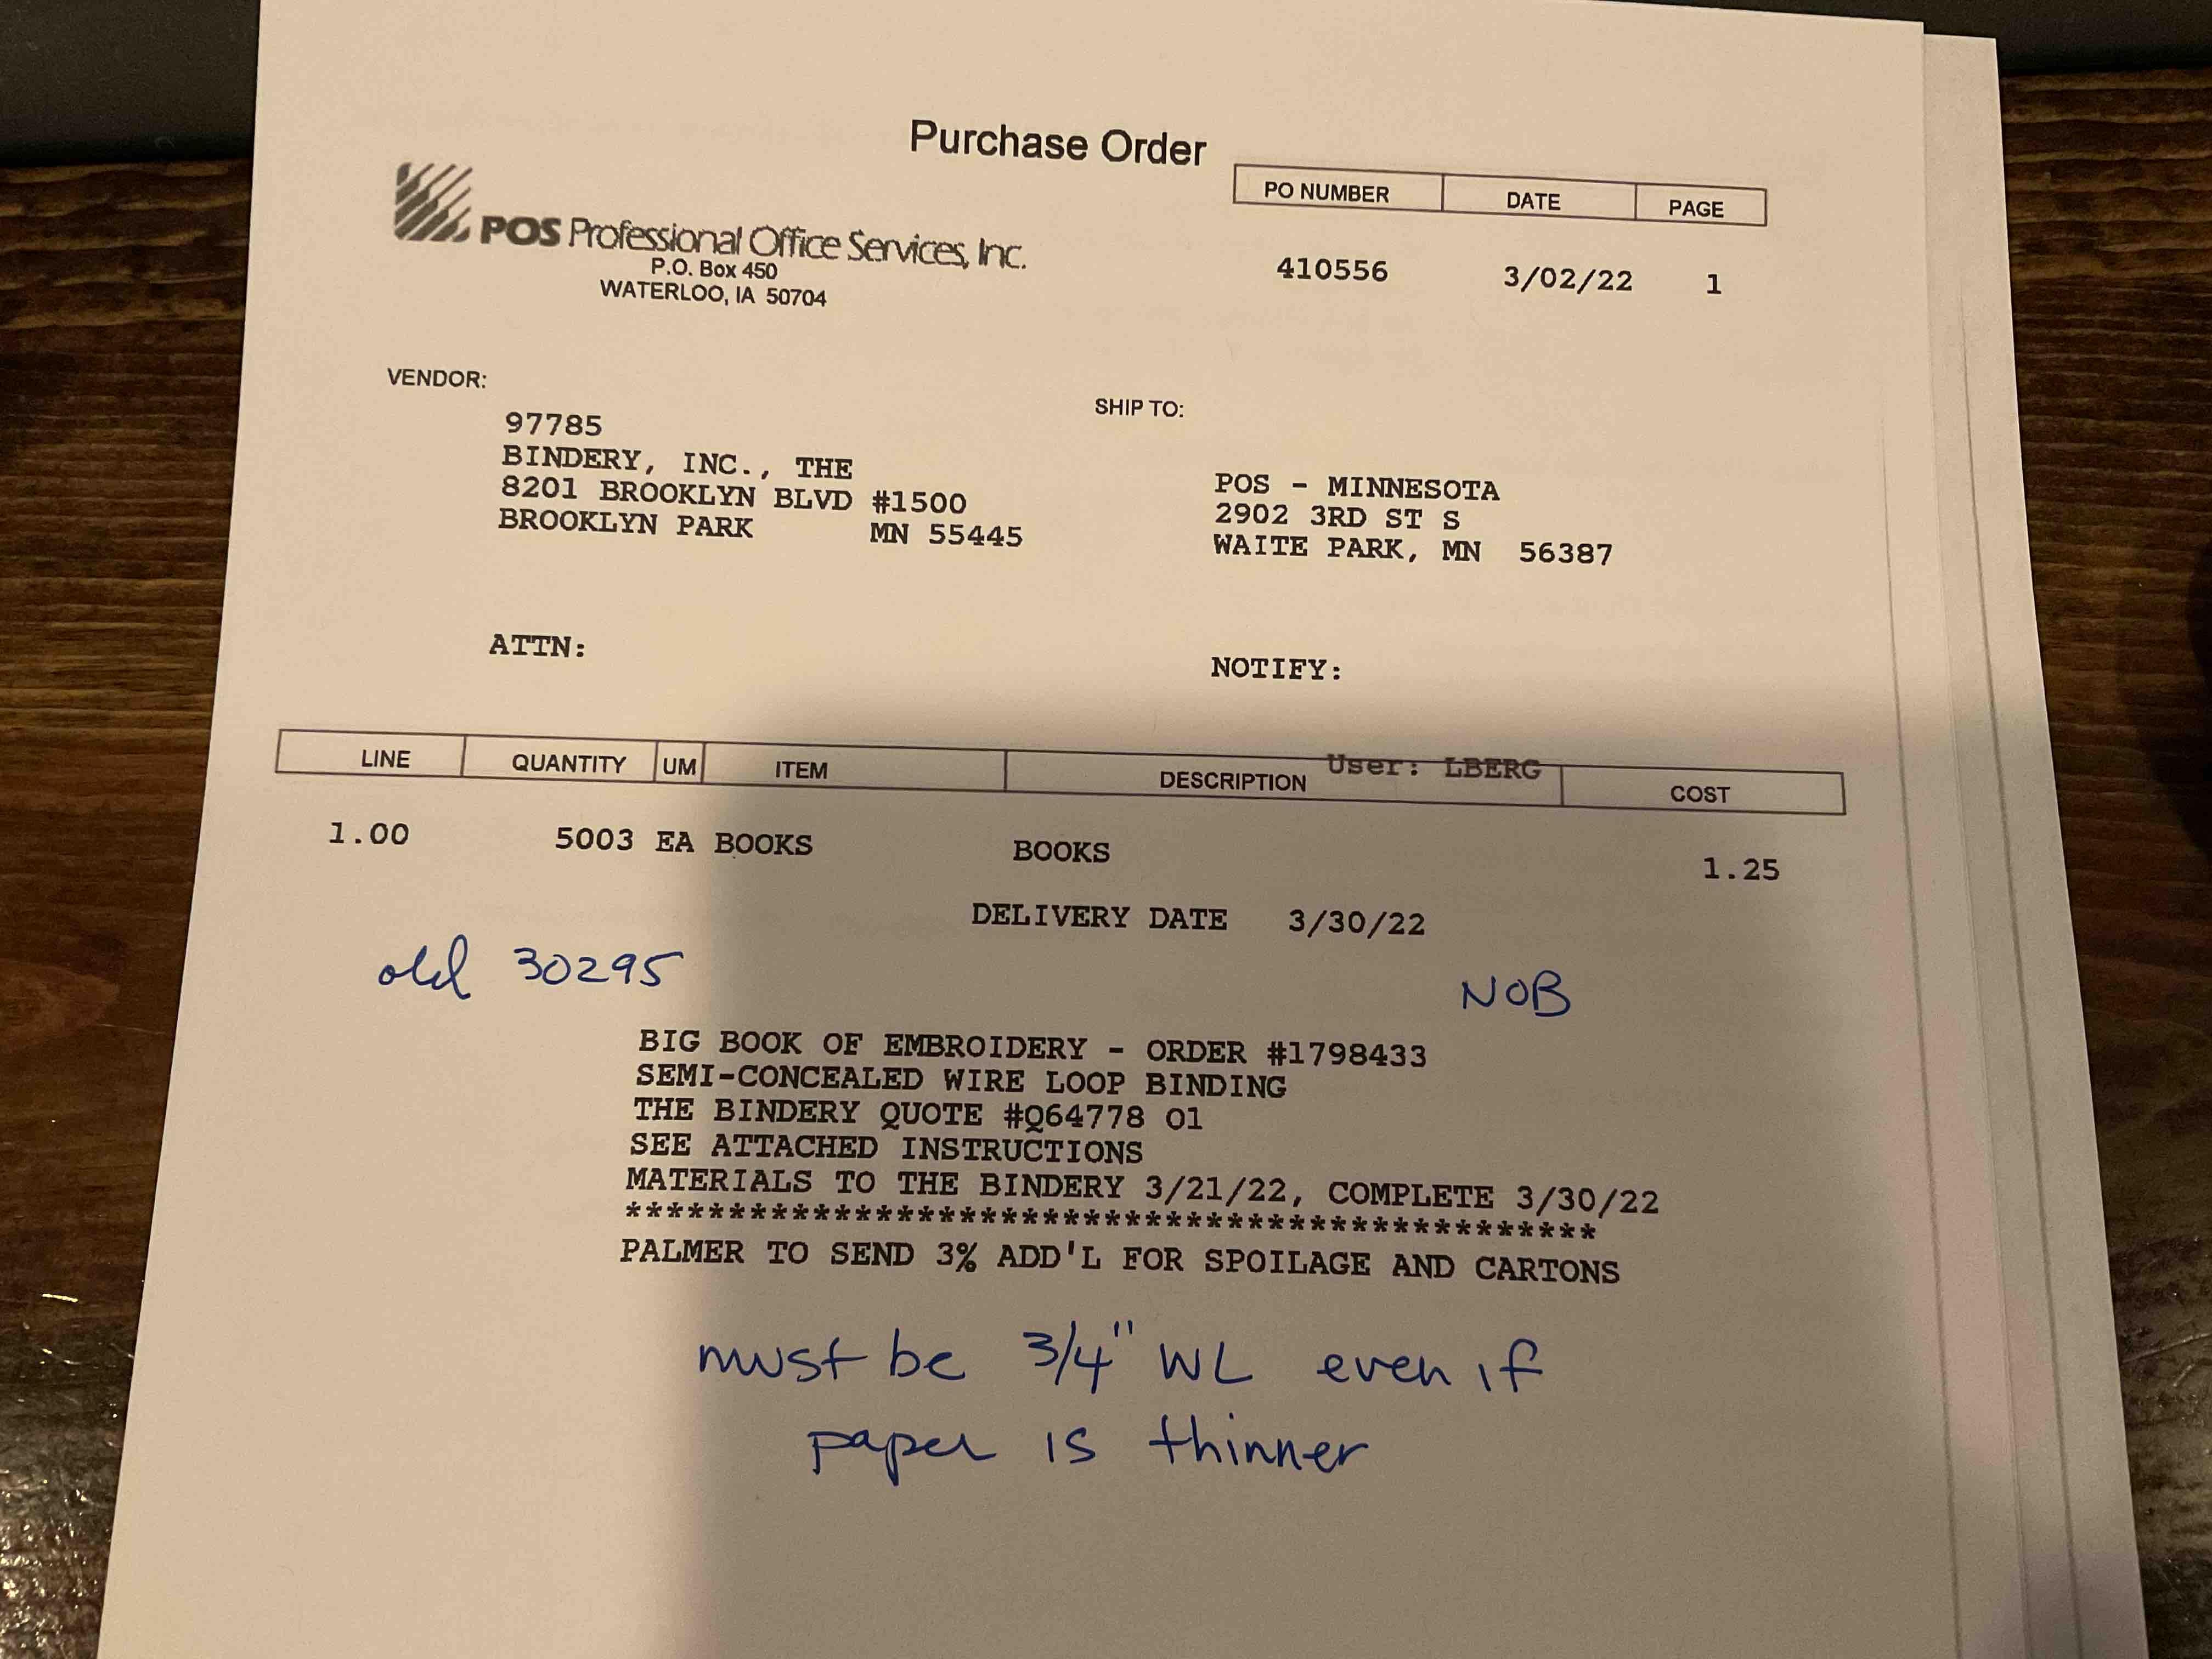 Purchase Order
PO NUMBER DATE PAGE
POS Professional Office Services, Inc.
P.O. Box 450
WATERLOO, IA 50704
410556 3/02/22 1
VENDOR:
97785
BINDERY, INC., THE
8201 BROOKLYN BLVD #1500
BROOKLYN PARK MN 55445
SHIP TO:
POS - MINNESOTA
2902 3RD ST S
WAITE PARK, MN 56387
ATTN:
NOTIFY:
User: LBERG
LINE QUANTITY UM ITEM DESCRIPTION COST
1.00 5003 EA BOOKS BOOKS 1.25
DELIVERY DATE 3/30/22
old 30295
NOB
BIG BOOK OF EMBROIDERY - ORDER #1798433
SEMI-CONCEALED WIRE LOOP BINDING
THE BINDERY QUOTE #Q64778 01
SEE ATTACHED INSTRUCTIONS
MATERIALS TO THE BINDERY 3/21/22, COMPLETE 3/30/22
***********************************************
PALMER TO SEND 3% ADD'L FOR SPOILAGE AND CARTONS
must be 3/4" WL even if
paper is thinner